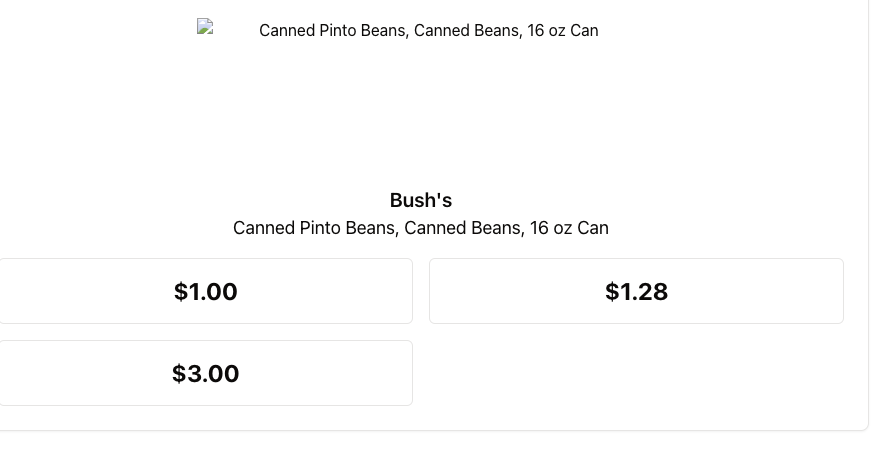 Canned Pinto Beans, Canned Beans, 16 oz Can
Bush's
Canned Pinto Beans, Canned Beans, 16 oz Can
$1.00
$1.28
$3.00